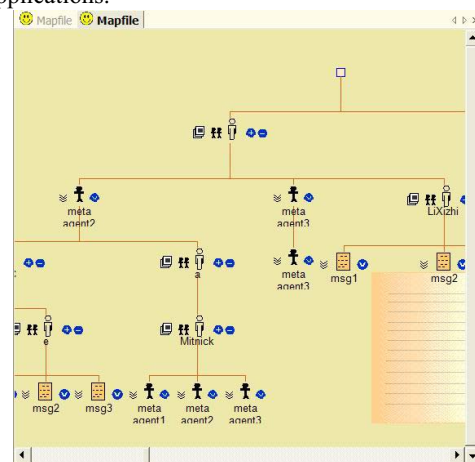 pplications.
Mapfile Mapfile
meta
agent2
meta
agent3
LiXizhi
a
meta
agent3
msg1
msg2
e
Mitnick
msg2
msg3
meta
agent1
meta
agent2
meta
agent3